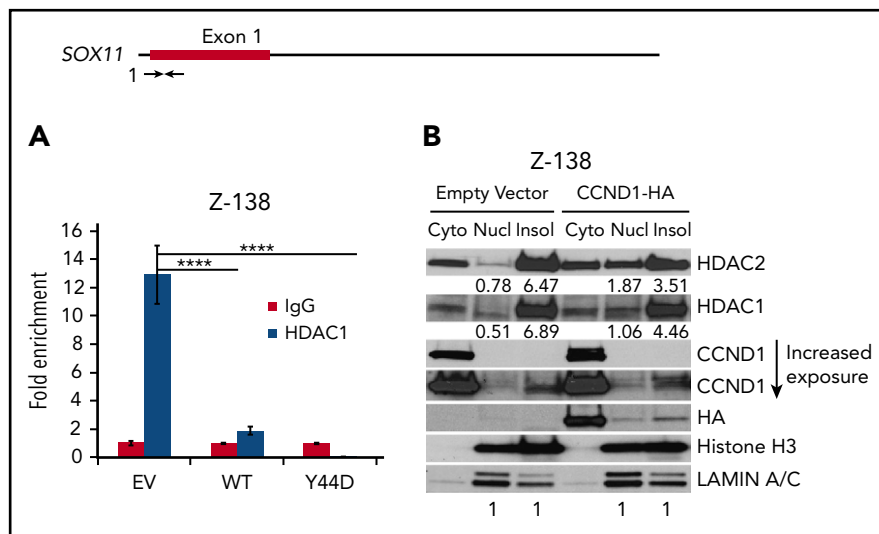 Exon 1
SOX11
1
A
B
Z-138
16
14
12
10
8
6
4
2
0
Fold enrichment
****
****
IgG
HDAC1
EV WT Y44D
Z-138
Empty Vector CCND1-HA
Cyto Nucl Insol Cyto Nucl Insol
HDAC2
0.78 6.47 1.87 3.51
HDAC1
0.51 6.89 1.06 4.46
CCND1
CCND1
Increased
exposure
HA
Histone H3
LAMIN A/C
1 1 1 1